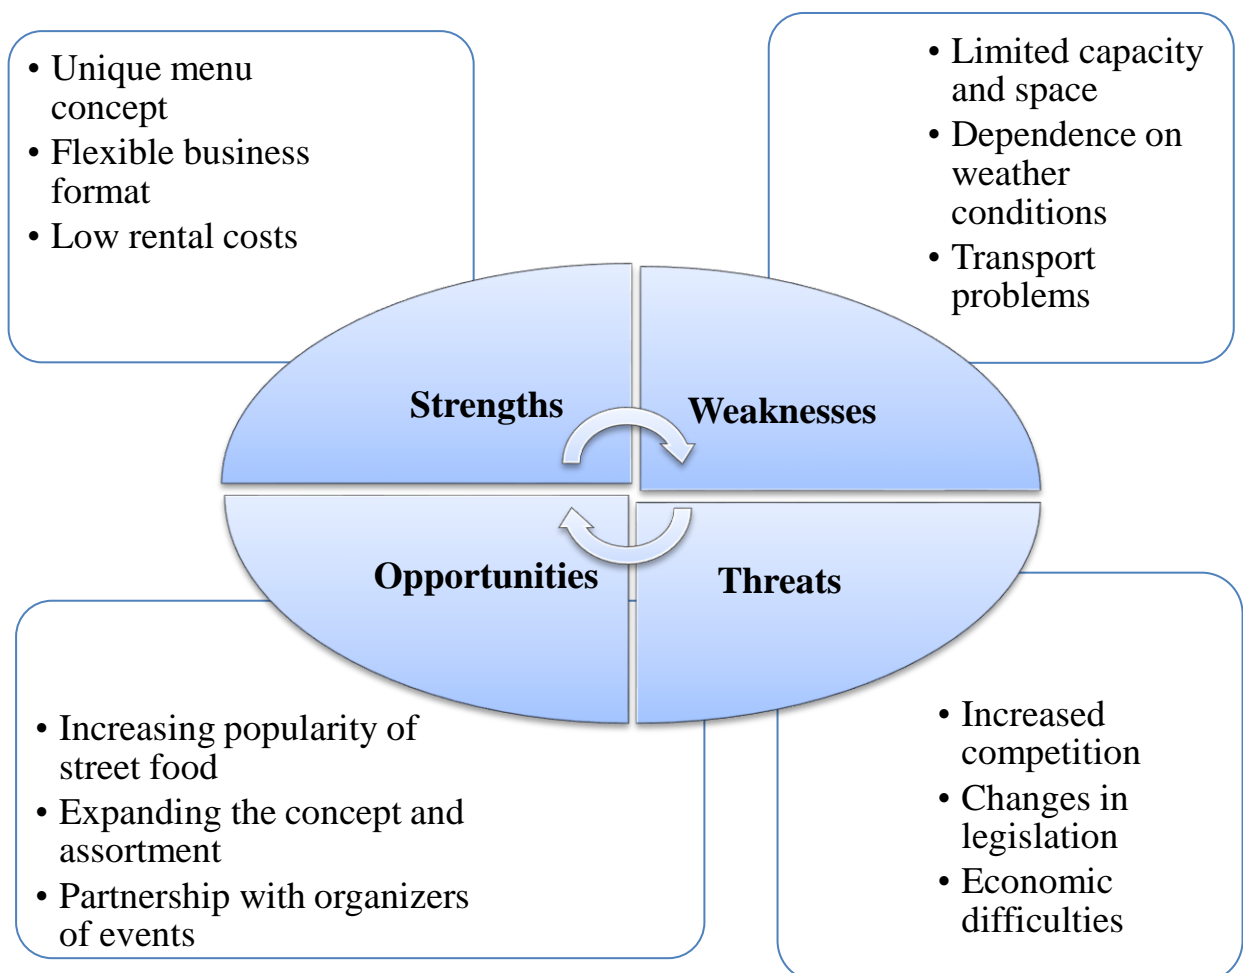 • Unique menu
concept
• Flexible business
format
• Low rental costs
• Limited capacity
and space
• Dependence on
weather
conditions
• Transport
problems
Strengths
Weaknesses
Opportunities
Threats
• Increasing popularity of
street food
• Expanding the concept and
assortment
• Partnership with organizers
of events
• Increased
competition
• Changes in
legislation
• Economic
difficulties